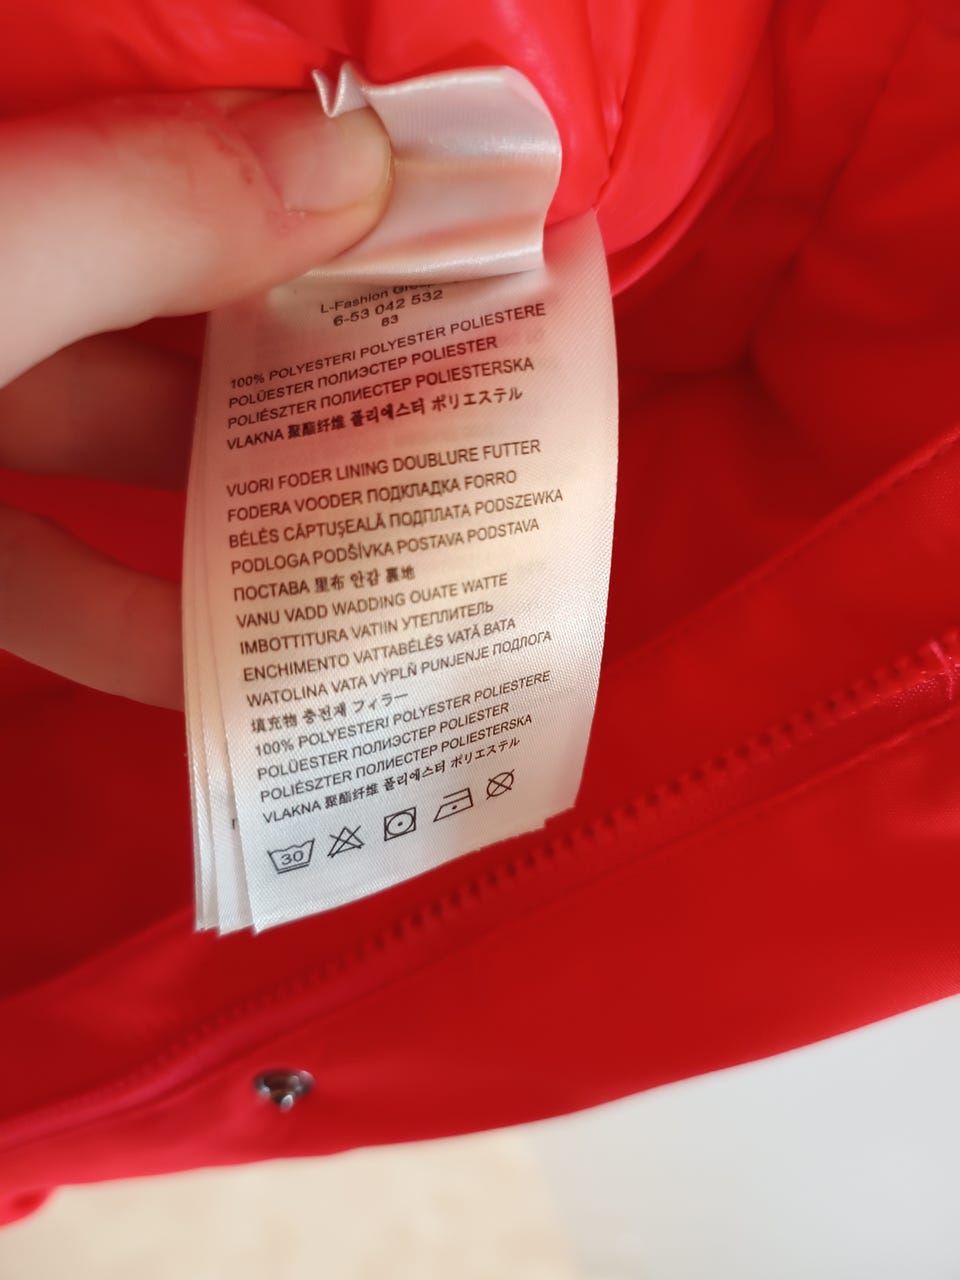 L-Fashion Group
6-53 042 532
83
100% POLYESTERI POLYESTER POLIESTERE
POLÜESTER ПОЛИЭСТЕР POLIESTER
POLIÉSZTER ПОЛИЕСТЕР POLIESTERSKA
VLAKNA 聚酯纤维 폴리에스터 ポリエステル
VUORI FODER LINING DOUBLURE FUTTER
FODERA VOODER ПОДКЛАДКА FORRO
BÉLÉS CĂPTUŞEALĂ ПОДПЛАТА PODSZEWKA
PODLOGA PODŠÍVKA POSTAVA PODSTAVA
ПОСТАВА 里布 안감 裏地
VANU VADD WADDING OUATE WATTE
IMBOTTITURA VATIIN УТЕПЛИТЕЛЬ
ENCHIMENTO VATTABÉLÉS VATĂ ВАТА
WATOLINA VATA VÝPLŇ PUNJENJE ПОДЛОГА
填充物 충전재 フィラー
100% POLYESTERI POLYESTER POLIESTERE
POLÜESTER ПОЛИЭСТЕР POLIESTER
POLIÉSZTER ПОЛИЕСТЕР POLIESTERSKA
VLAKNA 聚酯纤维 폴리에스터 ポリエステル
30